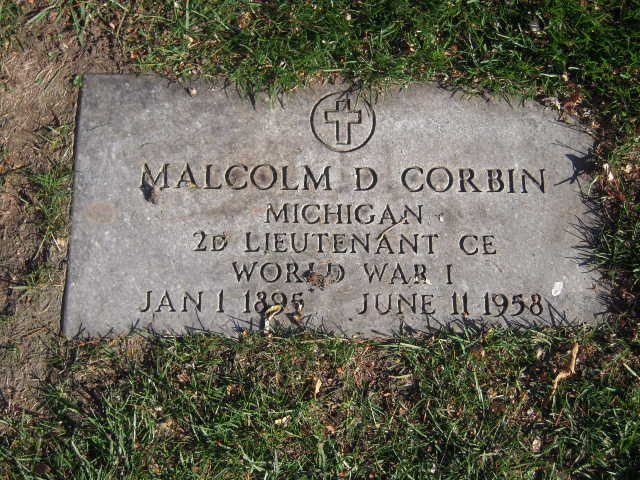 MALCOLM D CORBIN
MICHIGAN
2D LIEUTENANT CE
WORLD WAR I
JAN 1 1895 JUNE 11 1958